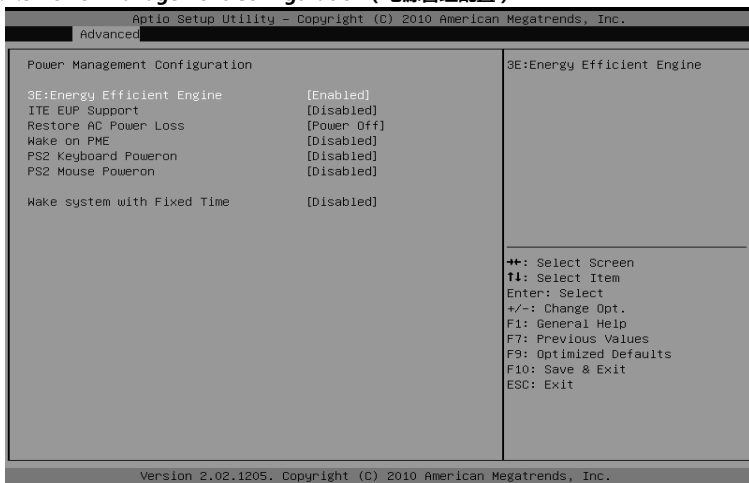 Aptio Setup Utility – Copyright (C) 2010 American Megatrends, Inc.
Advanced
Power Management Configuration
3E:Energy Efficient Engine [Enabled]
ITE EUP Support [Disabled]
Restore AC Power Loss [Power Off]
Wake on PME [Disabled]
PS2 Keyboard Poweron [Disabled]
PS2 Mouse Poweron [Disabled]
Wake system with Fixed Time [Disabled]
3E:Energy Efficient Engine
→←: Select Screen
↑↓: Select Item
Enter: Select
+/-: Change Opt.
F1: General Help
F7: Previous Values
F9: Optimized Defaults
F10: Save & Exit
ESC: Exit
Version 2.02.1205. Copyright (C) 2010 American Megatrends, Inc.